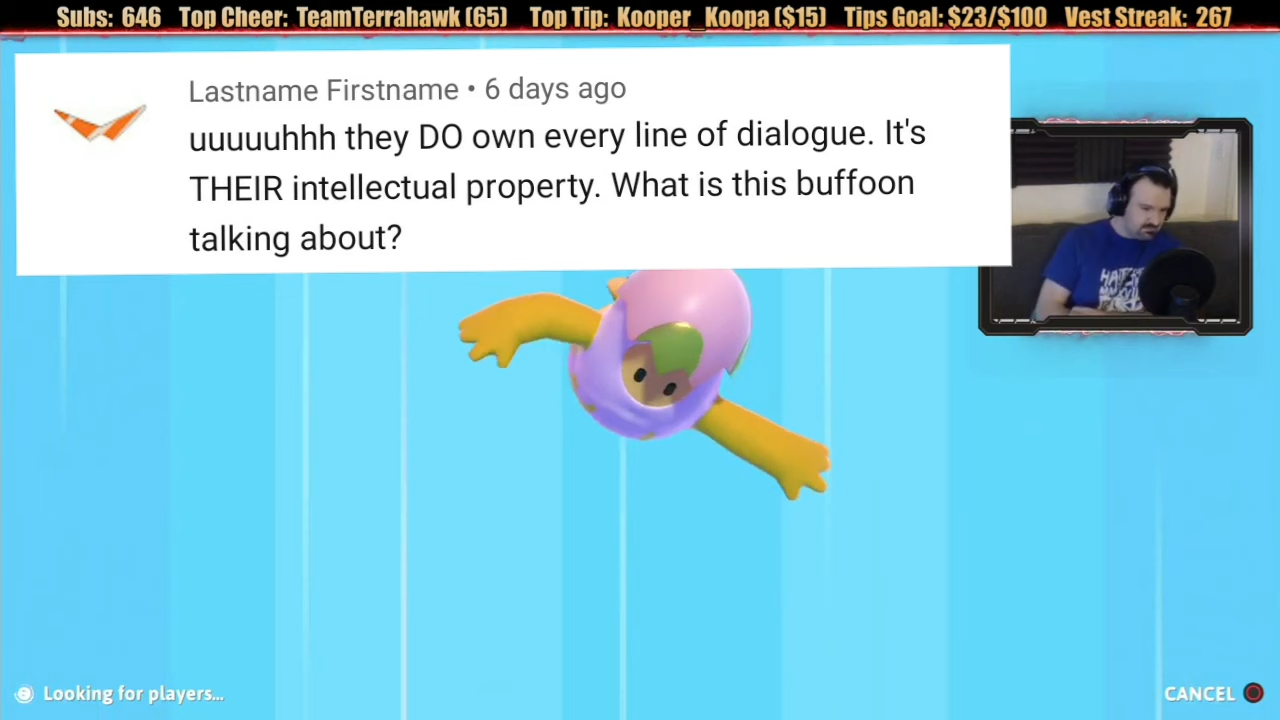 Subs: 646 Top Cheer: TeamTerrahawk (65) Top Tip: Kooper_Koopa ($15) Tips Goal: $23/$100 Vest Streak: 267
Lastname Firstname • 6 days ago
uuuuuhhh they DO own every line of dialogue. It's
THEIR intellectual property. What is this buffoon
talking about?
Looking for players...
CANCEL